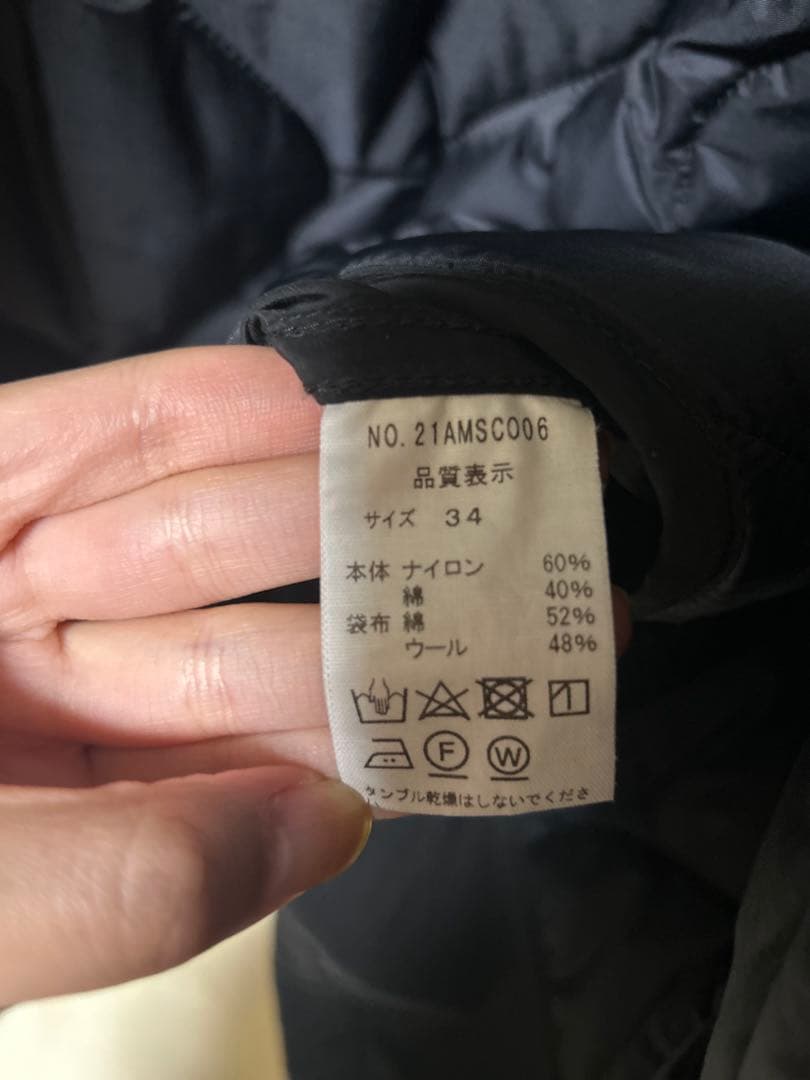 NO. 21AMSCO06
品質表示
サイズ 34
本体 ナイロン 60%
綿 40%
袋布 綿 52%
ウール 48%
F W
タンブル乾燥はしないでくださ